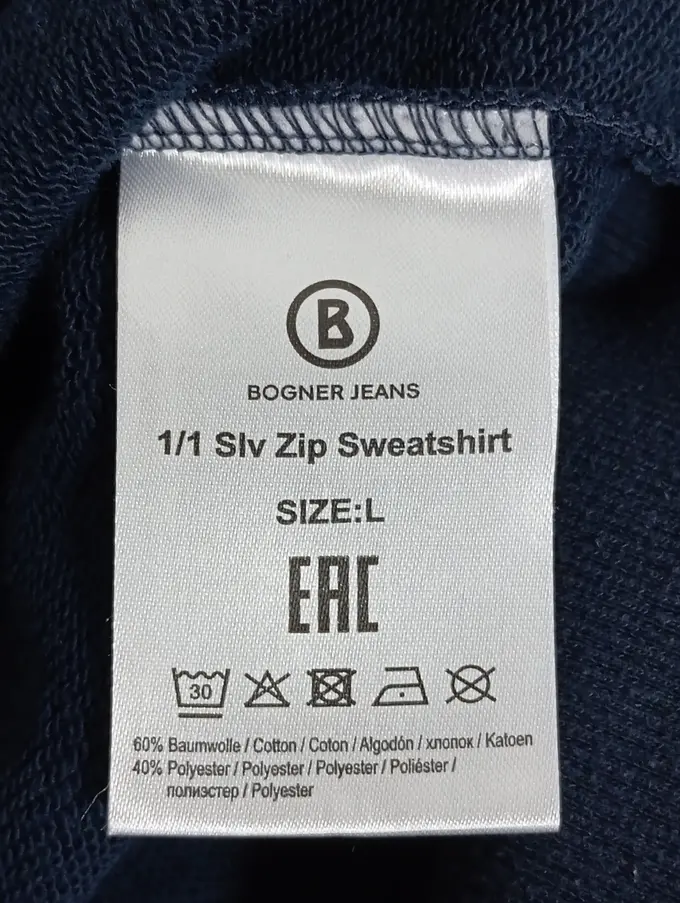 B
BOGNER JEANS
1/1 Slv Zip Sweatshirt
SIZE:L
EAC
30
60% Baumwolle / Cotton / Coton / Algodón / хлопок / Katoen
40% Polyester / Polyester / Polyester / Poliéster /
полиэстер / Polyester